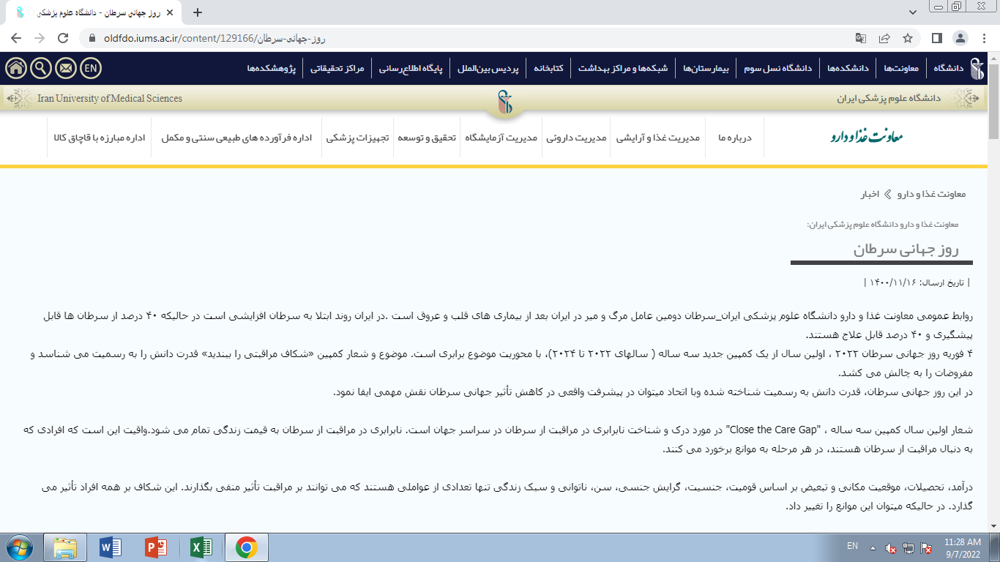 روز جهانی سرطان - دانشگاه علوم پزشکی
oldfdo.iums.ac.ir/content/129166/روز-جهانی-سرطان
دانشگاه
معاونت‌ها
دانشکده‌ها
دانشگاه نسل سوم
بیمارستان‌ها
شبکه‌ها و مراکز بهداشت
کتابخانه
پردیس بین‌الملل
پایگاه اطلاع‌رسانی
مراکز تحقیقاتی
پژوهشکده‌ها
EN
دانشگاه علوم پزشکی ایران
Iran University of Medical Sciences
معاونت غذا و دارو
درباره ما
مدیریت غذا و آرایشی
مدیریت داروئی
مدیریت آزمایشگاه
تحقیق و توسعه
تجهیزات پزشکی
اداره فرآورده های طبیعی سنتی و مکمل
اداره مبارزه با قاچاق کالا
معاونت غذا و دارو » اخبار
معاونت غذا و دارو دانشگاه علوم پزشکی ایران:
روز جهانی سرطان
| تاریخ ارسال: ۱۴۰۰/۱۱/۱۶ |
روابط عمومی معاونت غذا و دارو دانشگاه علوم پزشکی ایران_سرطان دومین عامل مرگ و میر در ایران بعد از بیماری های قلب و عروق است .در ایران روند ابتلا به سرطان افزایشی است در حالیکه ۴۰ درصد از سرطان ها قابل
پیشگیری و ۴۰ درصد قابل علاج هستند.
۴ فوریه روز جهانی سرطان ۲۰۲۲ ، اولین سال از یک کمپین جدید سه ساله ( سالهای ۲۰۲۲ تا ۲۰۲۴)، با محوریت موضوع برابری است. موضوع و شعار کمپین «شکاف مراقبتی را ببندید» قدرت دانش را به رسمیت می شناسد و
مفروضات را به چالش می کشد.
در این روز جهانی سرطان، قدرت دانش به رسمیت شناخته شده وبا اتحاد میتوان در پیشرفت واقعی در کاهش تأثیر جهانی سرطان نقش مهمی ایفا نمود.
شعار اولین سال کمپین سه ساله ، "Close the Care Gap" در مورد درک و شناخت نابرابری در مراقبت از سرطان در سراسر جهان است. نابرابری در مراقبت از سرطان به قیمت زندگی تمام می شود.واقیت این است که افرادی که
به دنبال مراقبت از سرطان هستند، در هر مرحله به موانع برخورد می کنند.
درآمد، تحصیلات، موقعیت مکانی و تبعیض بر اساس قومیت، جنسیت، گرایش جنسی، سن، ناتوانی و سبک زندگی تنها تعدادی از عواملی هستند که می توانند بر مراقبت تأثیر منفی بگذارند. این شکاف بر همه افراد تأثیر می
گذارد. در حالیکه میتوان این موانع را تغییر داد.
EN
11:28 AM
9/7/2022